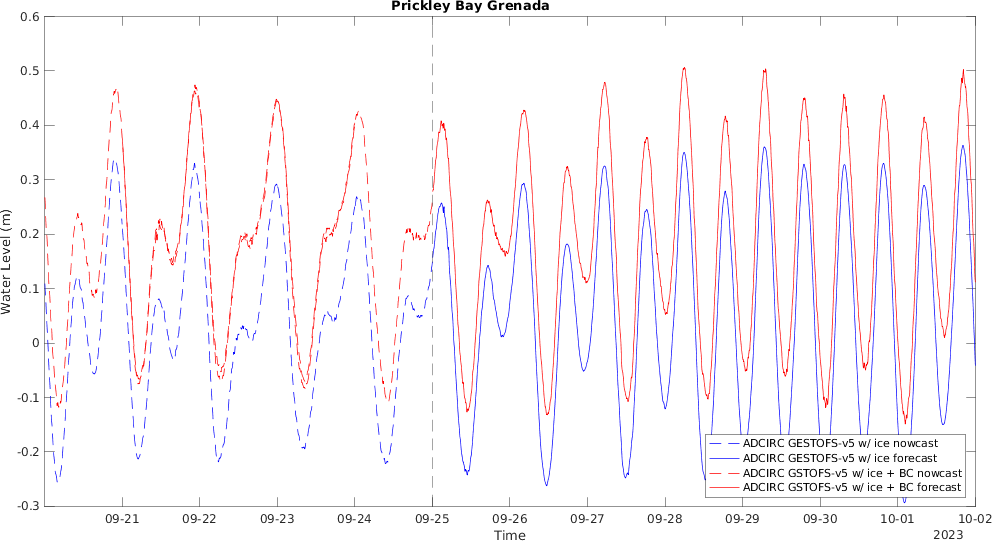 Prickley Bay Grenada
0.6
0.5
0.4
0.3
0.2
0.1
0
-0.1
-0.2
-0.3
Water Level (m)
ADCIRC GESTOFS-v5 w/ ice nowcast
ADCIRC GESTOFS-v5 w/ ice forecast
ADCIRC GSTOFS-v5 w/ ice + BC nowcast
ADCIRC GSTOFS-v5 w/ ice + BC forecast
09-21 09-22 09-23 09-24 09-25 09-26 09-27 09-28 09-29 09-30 10-01 10-02
Time
2023